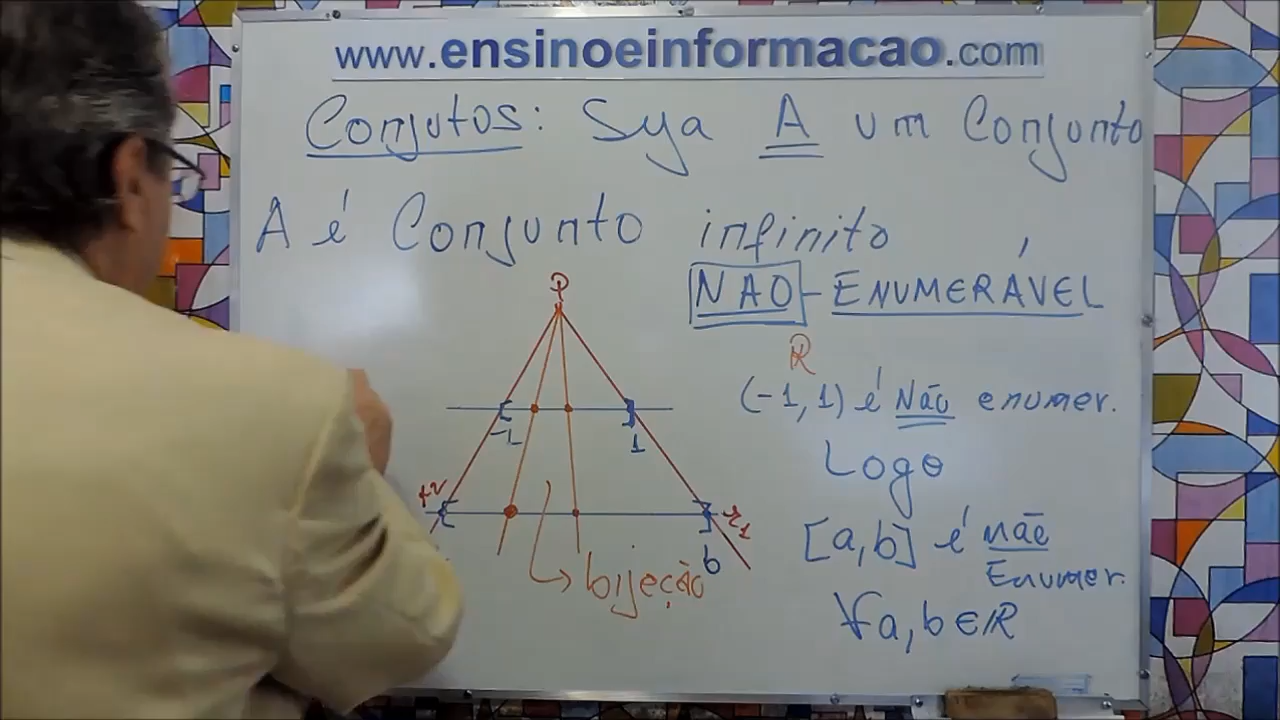 www.ensinoeinformacao.com
Conjutos: Seja A um Conjunto
A é Conjunto infinito
NÃO-ENUMERÁVEL
P
R
(-1,1) é Não enumer.
-1
1
Logo
r1
[a,b] é não
Enumer.
b
bijeção
∀a,b∈R